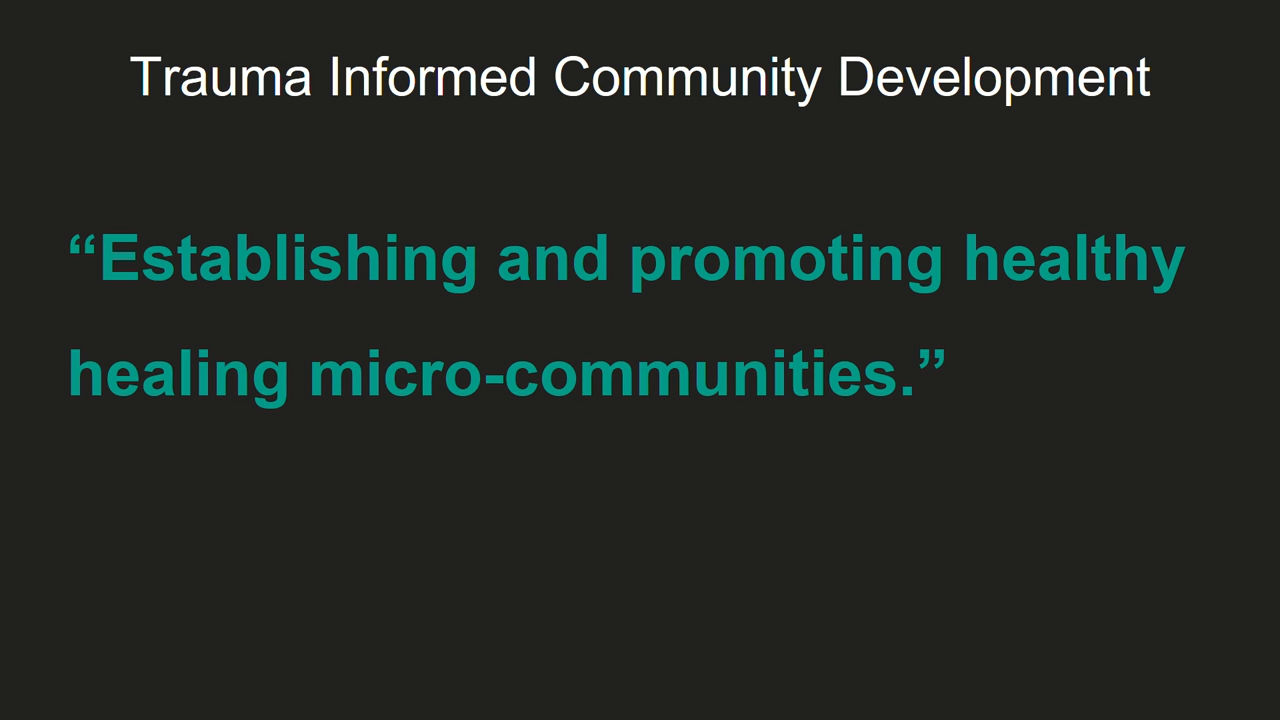 Trauma Informed Community Development
“Establishing and promoting healthy
healing micro-communities.”